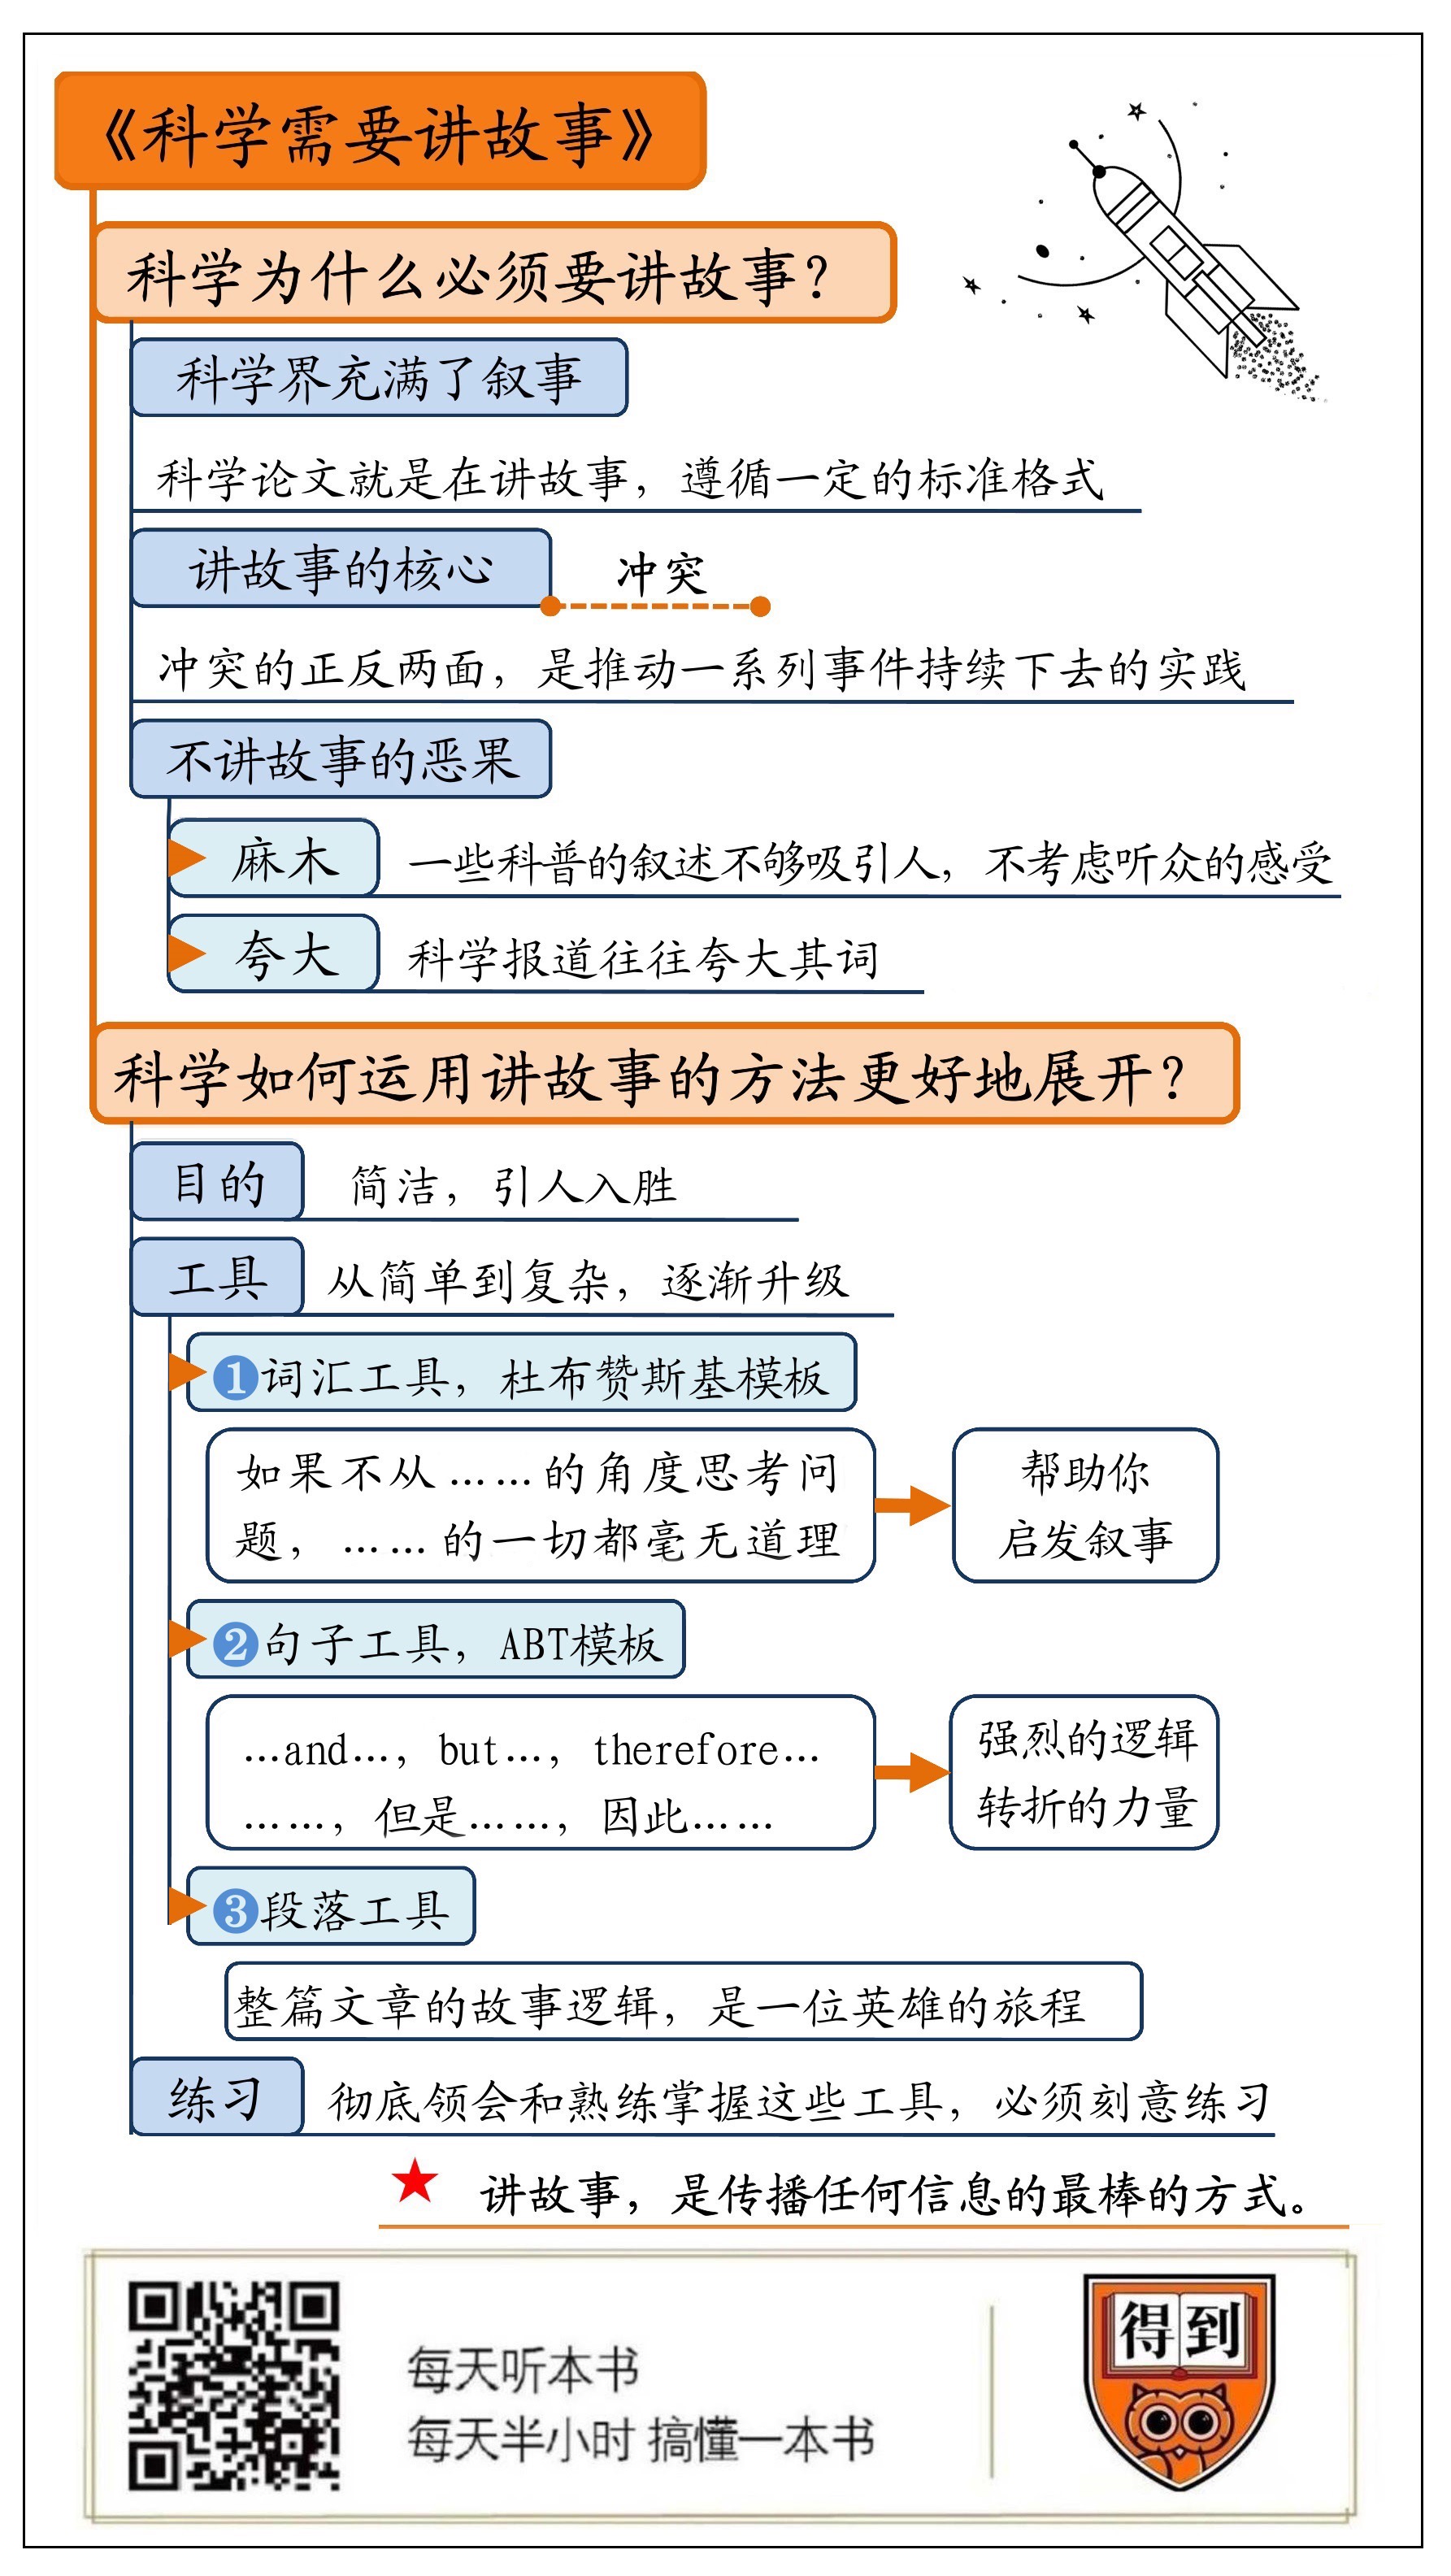 《科学需要讲故事》
科学为什么必须要讲故事?
科学界充满了叙事
科学论文就是在讲故事，遵循一定的标准格式
讲故事的核心
冲突
冲突的正反两面，是推动一系列事件持续下去的实践
不讲故事的恶果
麻木
一些科普的叙述不够吸引人，不考虑听众的感受
夸大
科学报道往往夸大其词
科学如何运用讲故事的方法更好地展开?
目的
简洁，引人入胜
工具
从简单到复杂，逐渐升级
❶词汇工具，杜布赞斯基模板
如果不从……的角度思考问
题，……的一切都毫无道理
帮助你
启发叙事
❷句子工具，ABT模板
…and…，but…，therefore…
……，但是……，因此……
强烈的逻辑
转折的力量
❸段落工具
整篇文章的故事逻辑，是一位英雄的旅程
练习
彻底领会和熟练掌握这些工具，必须刻意练习
★ 讲故事，是传播任何信息的最棒的方式。
每天听本书
每天半小时 搞懂一本书
得到